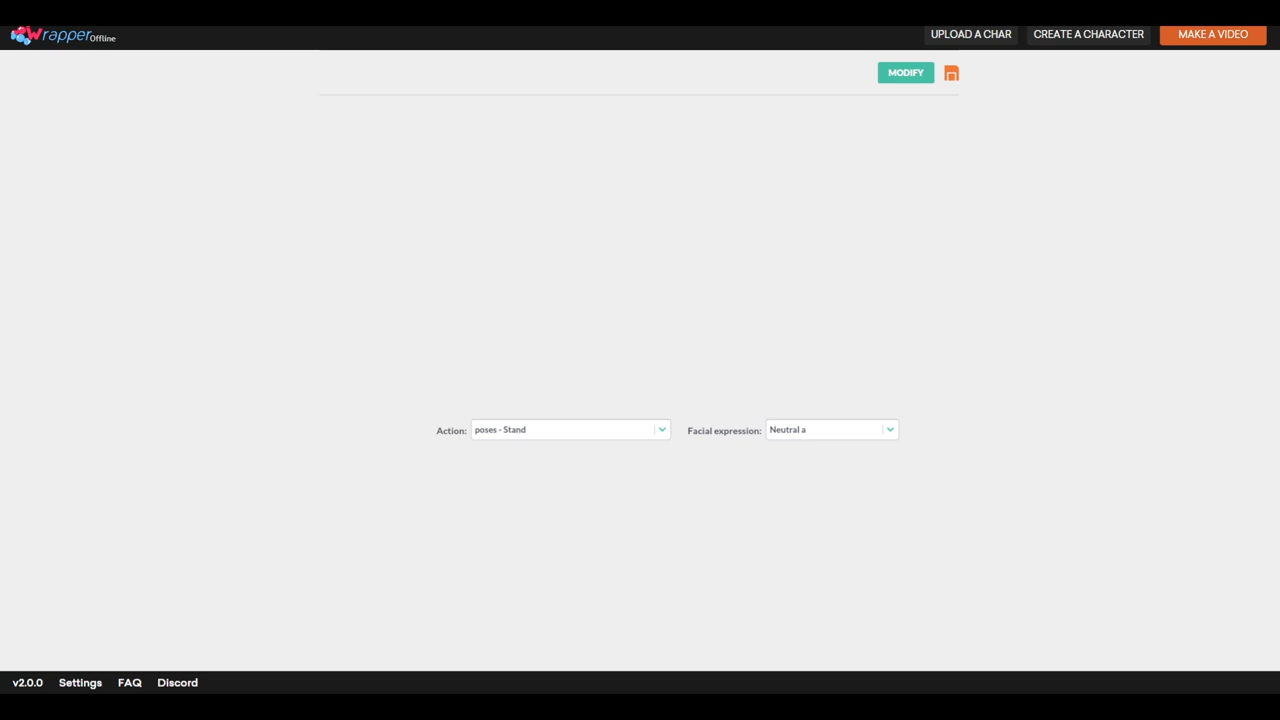 Wrapper Offline
UPLOAD A CHAR
CREATE A CHARACTER
MAKE A VIDEO
MODIFY
Action: poses - Stand
Facial expression: Neutral a
v2.0.0 Settings FAQ Discord